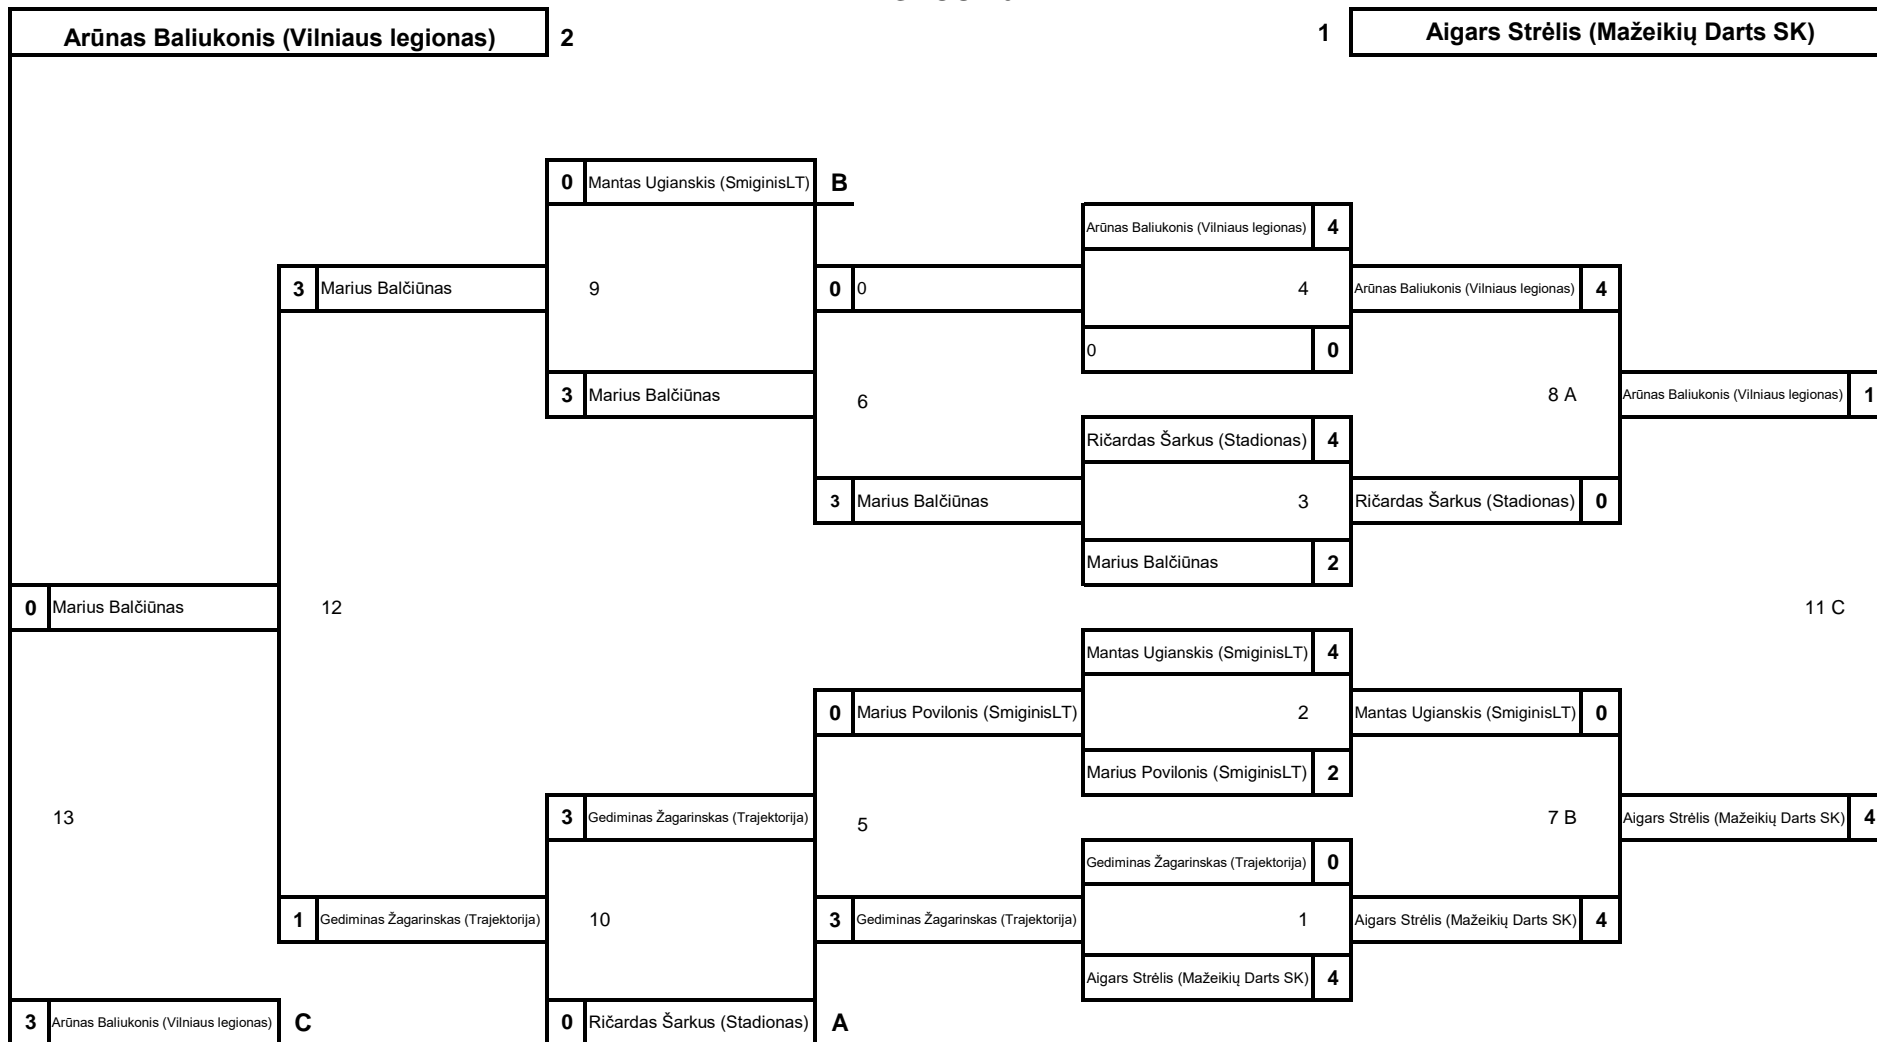 Arūnas Baliukonis (Vilniaus legionas) 2 1 Aigars Strėlis (Mažeikių Darts SK)
0 Mantas Ugianskis (SmiginisLT) B
Arūnas Baliukonis (Vilniaus legionas) 4
3 Marius Balčiūnas 9 0 0 4 Arūnas Baliukonis (Vilniaus legionas) 4
0 0
3 Marius Balčiūnas 6 8 A Arūnas Baliukonis (Vilniaus legionas) 1
Ričardas Šarkus (Stadionas) 4
3 Marius Balčiūnas 3 Ričardas Šarkus (Stadionas) 0
Marius Balčiūnas 2
0 Marius Balčiūnas 12 11 C
Mantas Ugianskis (SmiginisLT) 4
0 Marius Povilonis (SmiginisLT) 2 Mantas Ugianskis (SmiginisLT) 0
Marius Povilonis (SmiginisLT) 2
13 3 Gediminas Žagarinskas (Trajektorija) 5 7 B Aigars Strėlis (Mažeikių Darts SK) 4
Gediminas Žagarinskas (Trajektorija) 0
1 Gediminas Žagarinskas (Trajektorija) 10 3 Gediminas Žagarinskas (Trajektorija) 1 Aigars Strėlis (Mažeikių Darts SK) 4
Aigars Strėlis (Mažeikių Darts SK) 4
3 Arūnas Baliukonis (Vilniaus legionas) C 0 Ričardas Šarkus (Stadionas) A